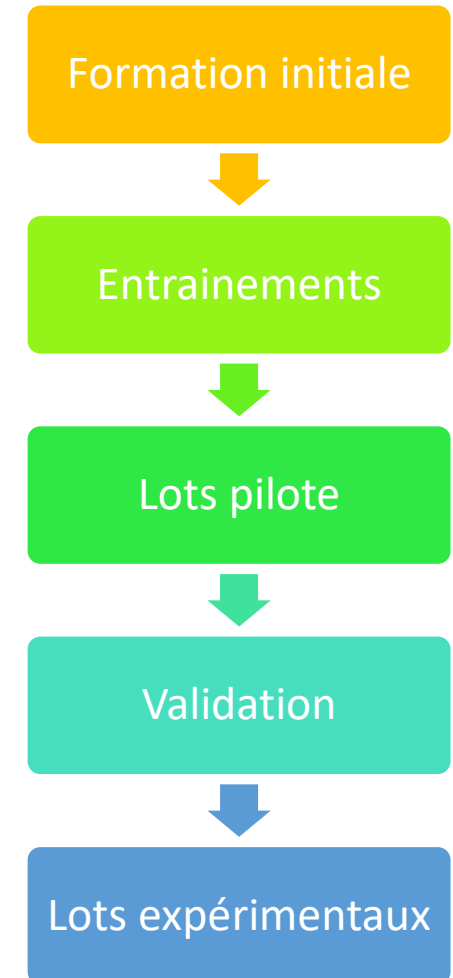 Formation initiale
Entrainements
Lots pilote
Validation
Lots expérimentaux